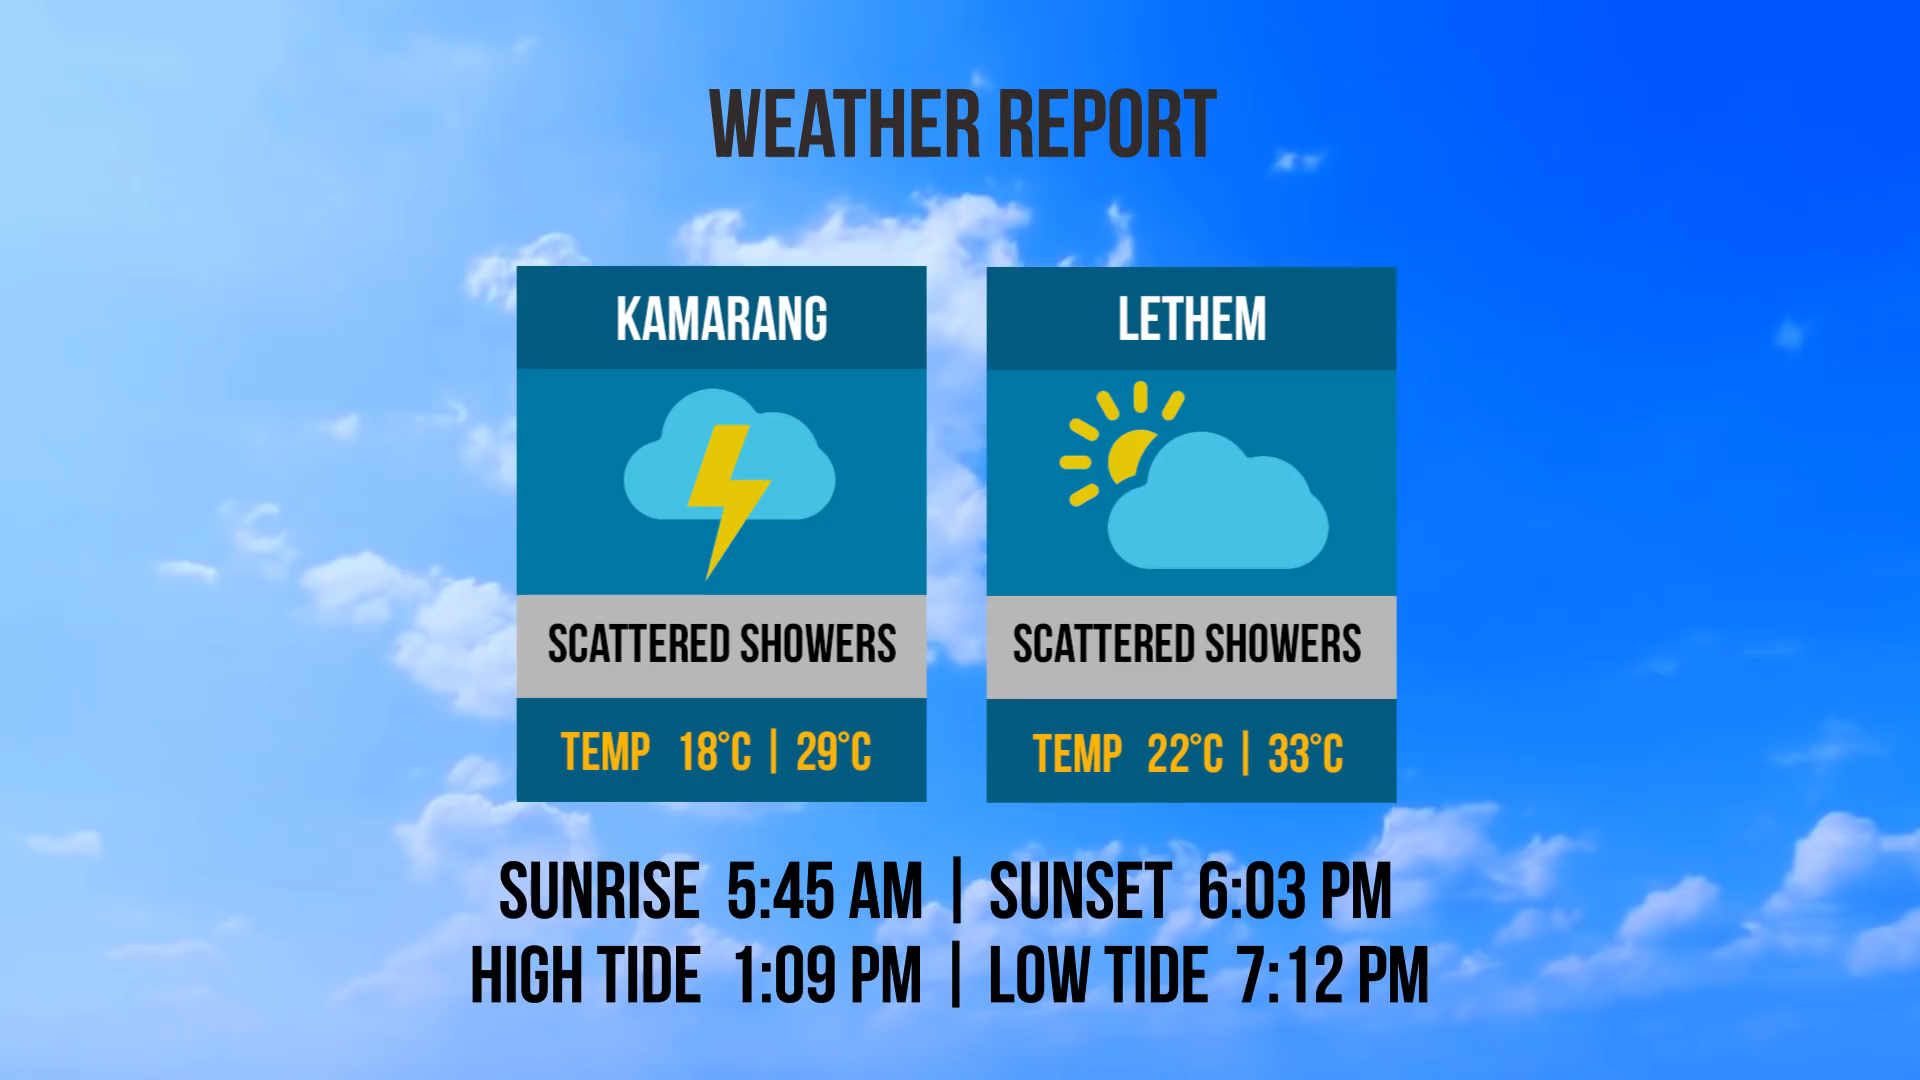 WEATHER REPORT
KAMARANG
SCATTERED SHOWERS
TEMP 18°C | 29°C
LETHEM
SCATTERED SHOWERS
TEMP 22°C | 33°C
SUNRISE 5:45 AM | SUNSET 6:03 PM
HIGH TIDE 1:09 PM | LOW TIDE 7:12 PM